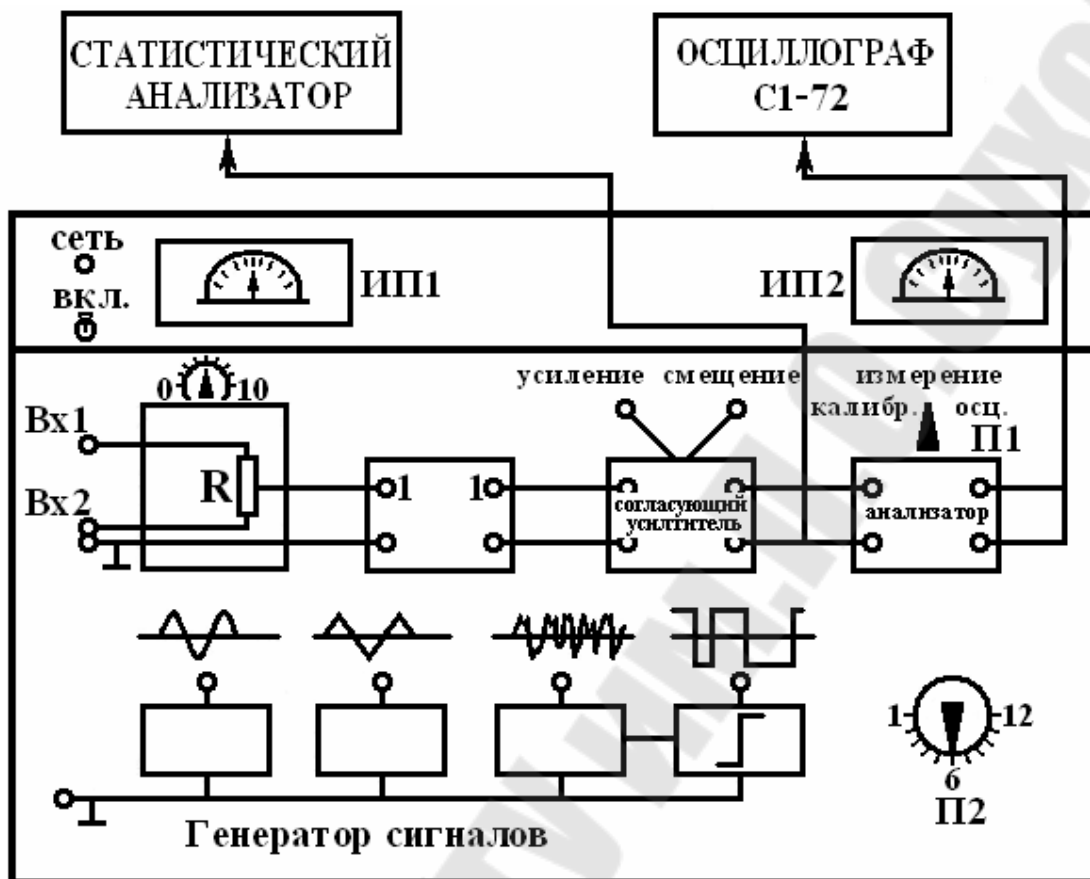 СТАТИСТИЧЕСКИЙ
АНАЛИЗАТОР
ОСЦИЛЛОГРАФ
С1-72
сеть
вкл.
ИП1
ИП2
0 10
усиление смещение
измерение
калибр. осц.
П1
Вх1
Вх2
R
1 1
согласующий
усилтитель
анализатор
1 12
6
П2
Генератор сигналов